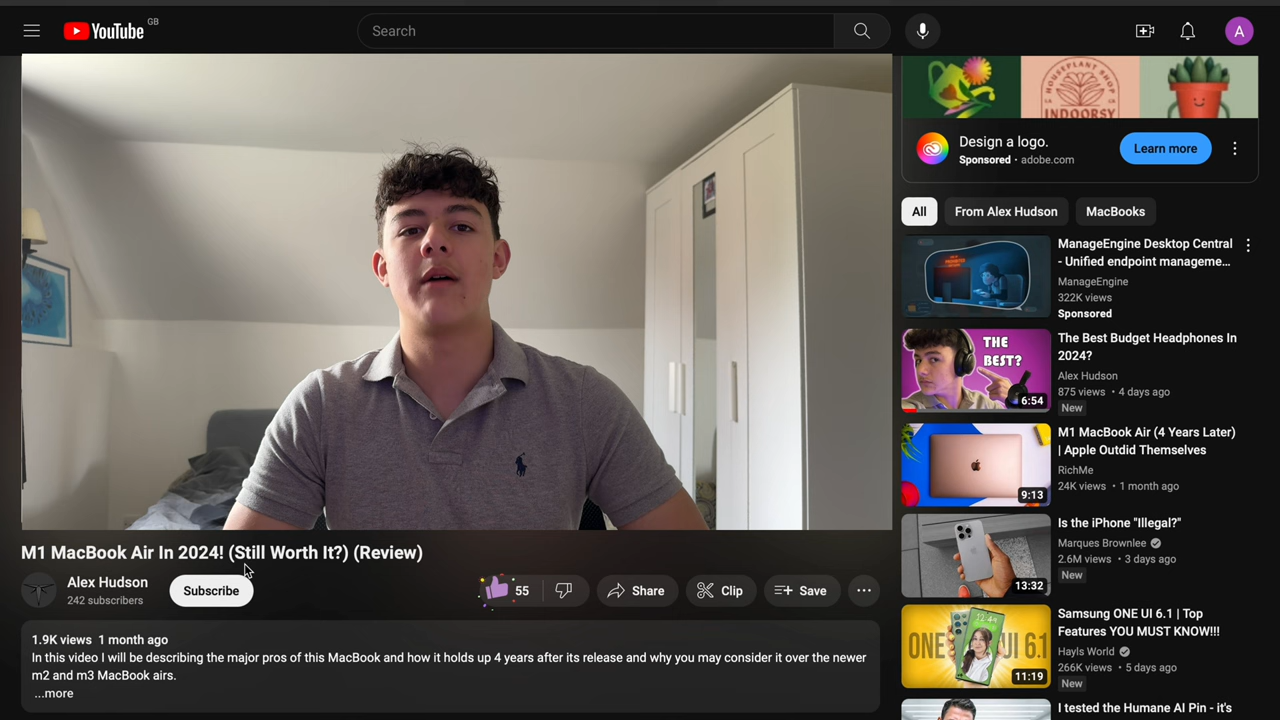 YouTube GB
Search
A
HOUSEPLANT SHOP
INDOORSY
Design a logo.
Sponsored · adobe.com
Learn more
All
From Alex Hudson
MacBooks
ManageEngine Desktop Central
- Unified endpoint manageme...
ManageEngine
322K views
Sponsored
THE
BEST?
6:54
The Best Budget Headphones In
2024?
Alex Hudson
875 views • 4 days ago
New
9:13
M1 MacBook Air (4 Years Later)
| Apple Outdid Themselves
RichMe
24K views • 1 month ago
13:32
Is the iPhone "Illegal?"
Marques Brownlee
2.6M views • 3 days ago
New
ONE UI 6.1
11:19
Samsung ONE UI 6.1 | Top
Features YOU MUST KNOW!!!
Hayls World
266K views • 5 days ago
New
I tested the Humane AI Pin - it's
M1 MacBook Air In 2024! (Still Worth It?) (Review)
Alex Hudson
242 subscribers
Subscribe
55
Share
Clip
Save
1.9K views 1 month ago
In this video I will be describing the major pros of this MacBook and how it holds up 4 years after its release and why you may consider it over the newer
m2 and m3 MacBook airs.
...more